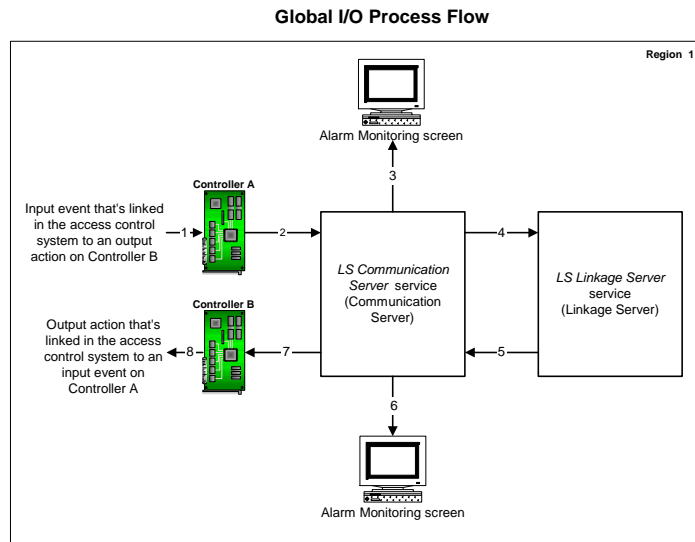 Global I/O Process Flow
Region 1
Alarm Monitoring screen
3
Controller A
Input event that's linked
in the access control
system to an output
action on Controller B
1
2
LS Communication
Server service
(Communication
Server)
4
LS Linkage Server
service
(Linkage Server)
Controller B
Output action that's
linked in the access
control system to an
input event on
Controller A
8
7
5
6
Alarm Monitoring screen